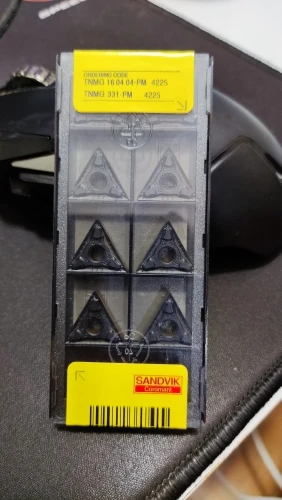 ORDERING CODE
TNMG 16 04 04-PM 4225
TNMG 331-PM 4225
SANDVIK
Coromant